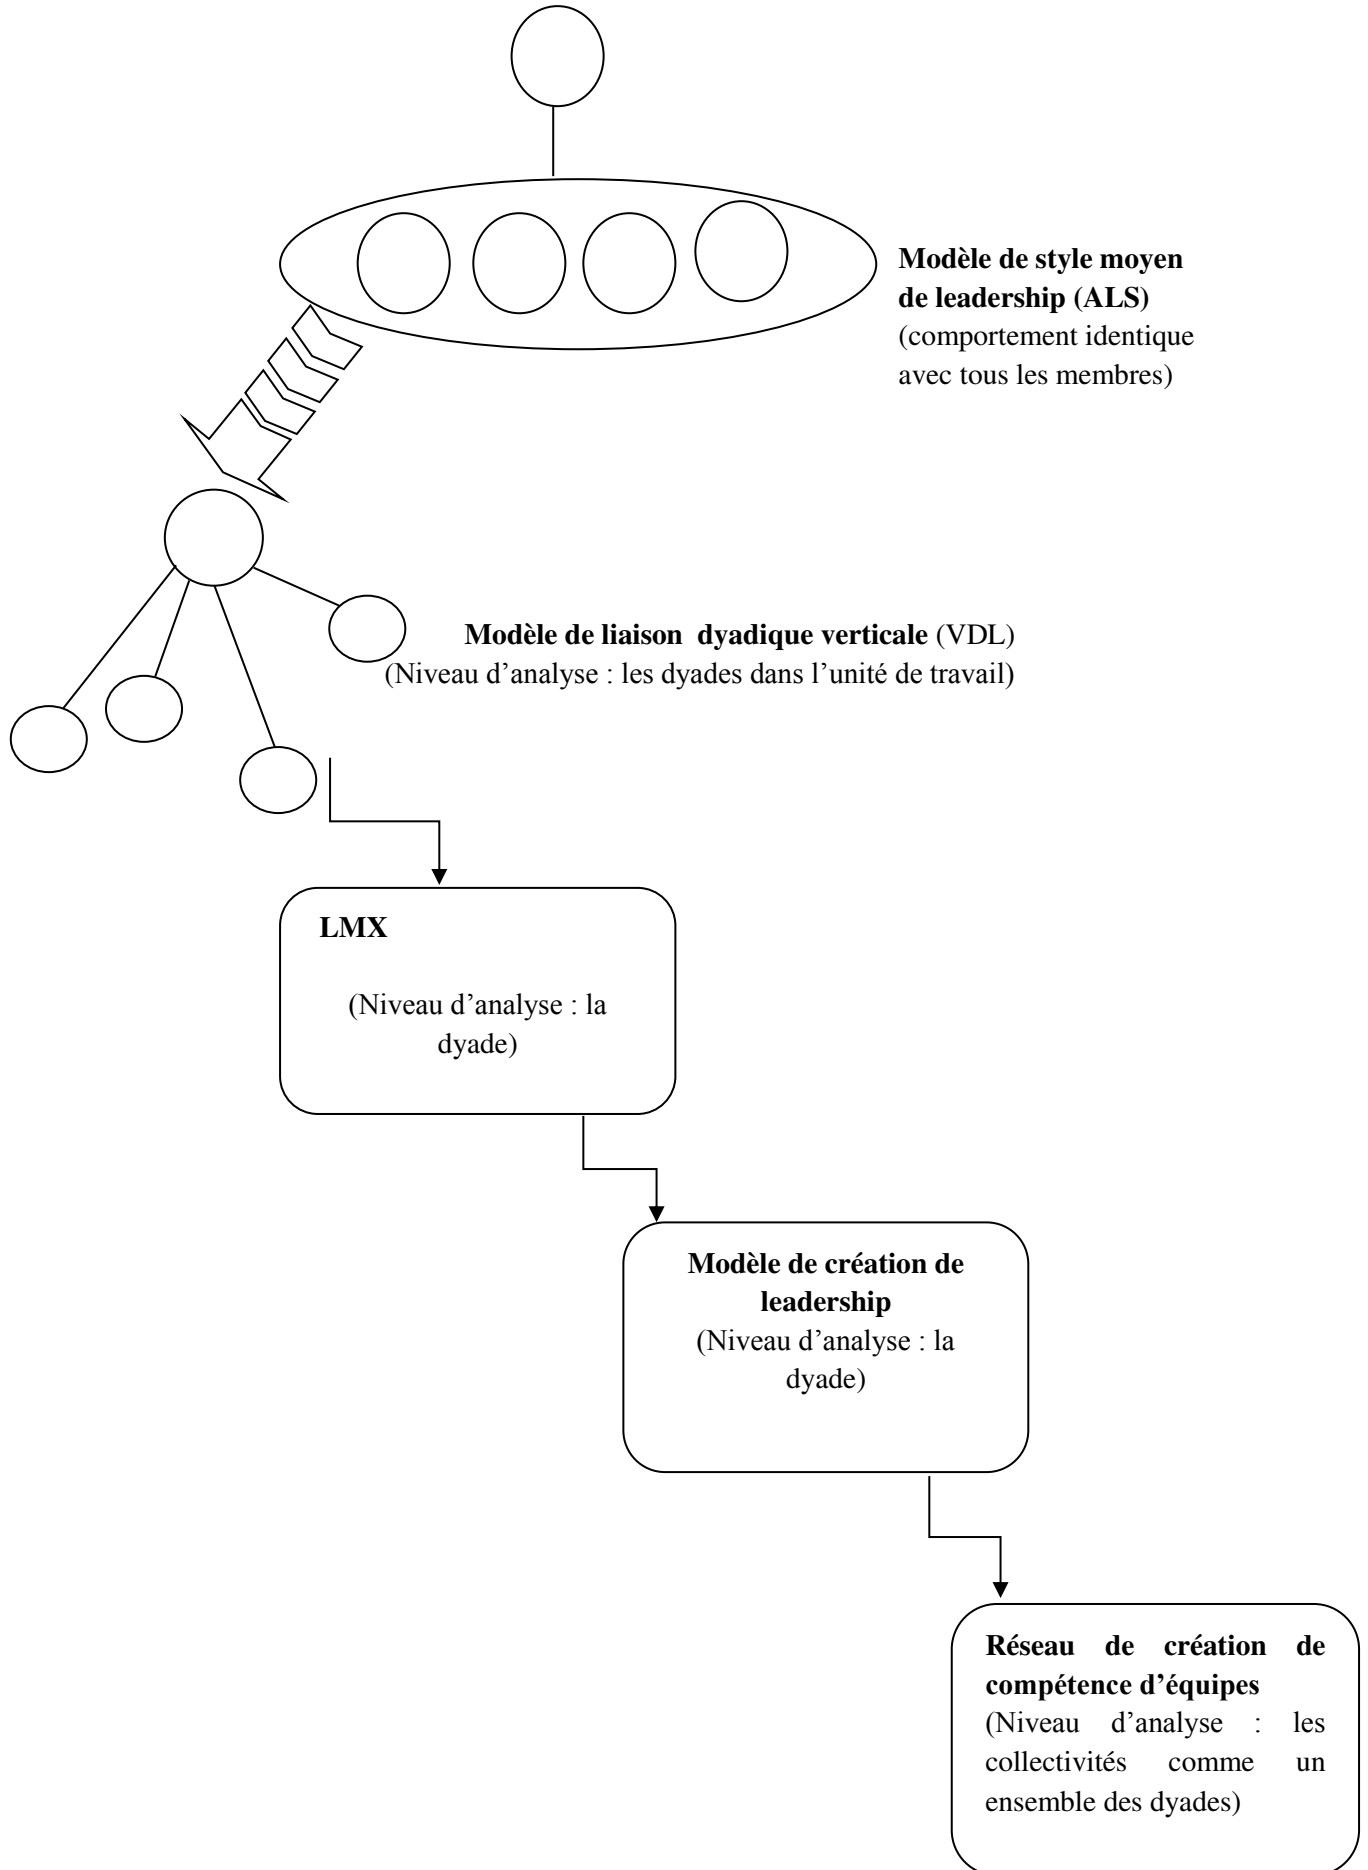 Modèle de style moyen
de leadership (ALS)
(comportement identique
avec tous les membres)
Modèle de liaison dyadique verticale (VDL)
(Niveau d’analyse : les dyades dans l’unité de travail)
LMX
(Niveau d’analyse : la
dyade)
Modèle de création de
leadership
(Niveau d’analyse : la
dyade)
Réseau de création de
compétence d’équipes
(Niveau d’analyse : les
collectivités comme un
ensemble des dyades)